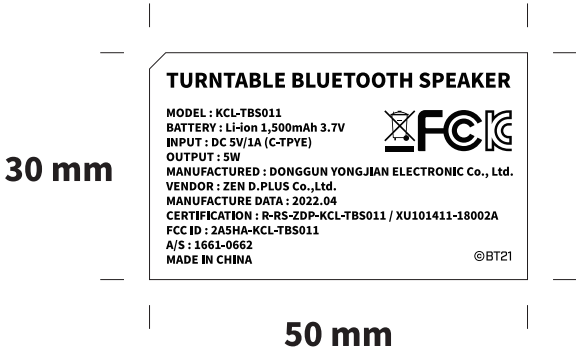 TURNTABLE BLUETOOTH SPEAKER
MODEL : KCL-TBS011
BATTERY : Li-ion 1,500mAh 3.7V
INPUT : DC 5V/1A (C-TPYE)
OUTPUT : 5W
MANUFACTURED : DONGGUN YONGJIAN ELECTRONIC Co., Ltd.
VENDOR : ZEN D.PLUS Co.,Ltd.
MANUFACTURE DATA : 2022.04
CERTIFICATION : R-RS-ZDP-KCL-TBS011 / XU101411-18002A
FCC ID : 2A5HA-KCL-TBS011
A/S : 1661-0662
MADE IN CHINA
FC KC
©BT21
30 mm
50 mm